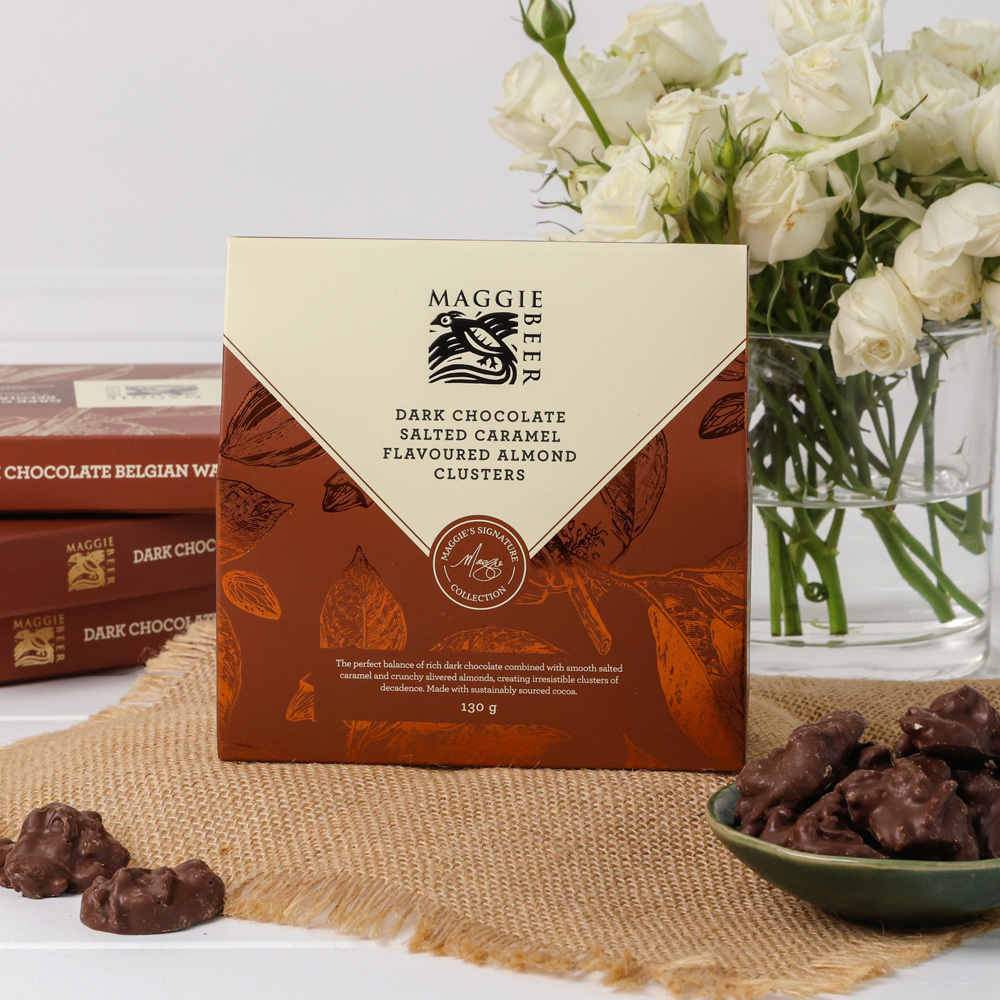 MAGGIE
BEER
DARK CHOCOLATE
SALTED CARAMEL
FLAVOURED ALMOND
CLUSTERS
MAGGIE'S SIGNATURE
Maggie
COLLECTION
The perfect balance of rich dark chocolate combined with smooth salted
caramel and crunchy slivered almonds, creating irresistible clusters of
decadence. Made with sustainably sourced cocoa.
130 g
CHOCOLATE BELGIAN WA
MAGGIE
BEER
DARK CHOC
MAGGIE
BEER
DARK CHOCOLA